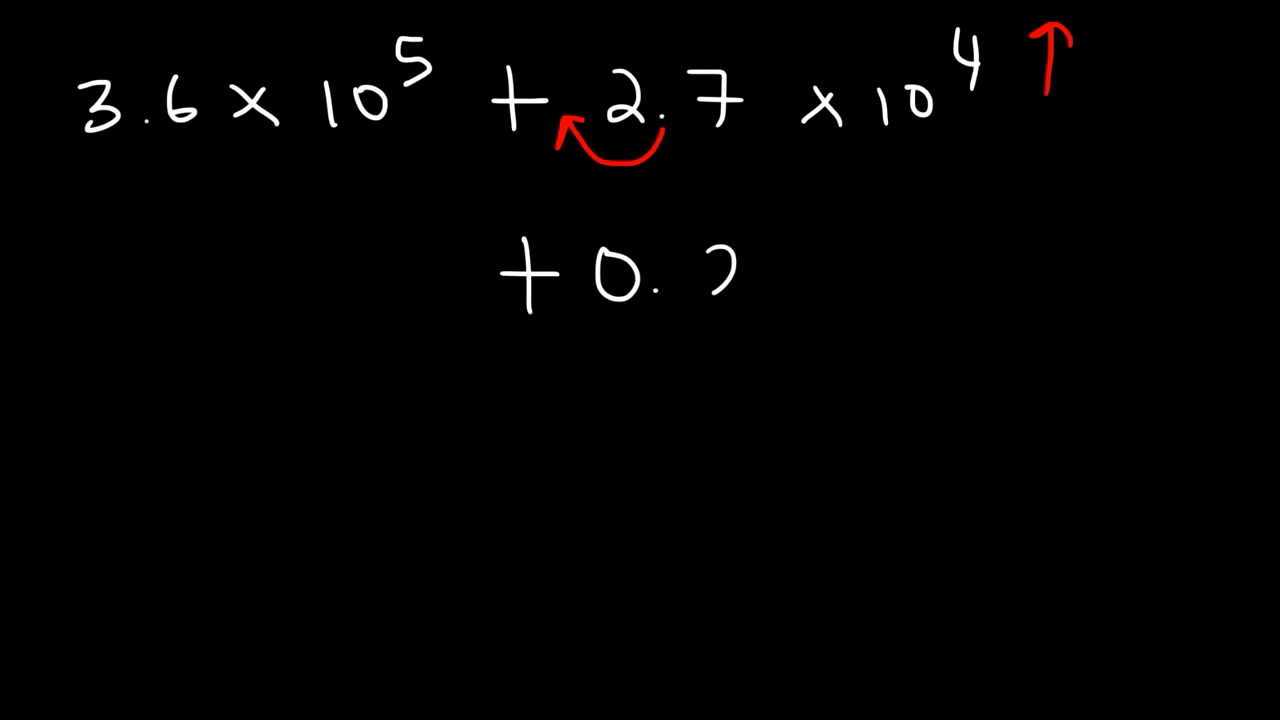 3.6 × 10⁵ + 2.7 × 10⁴
+ 0.